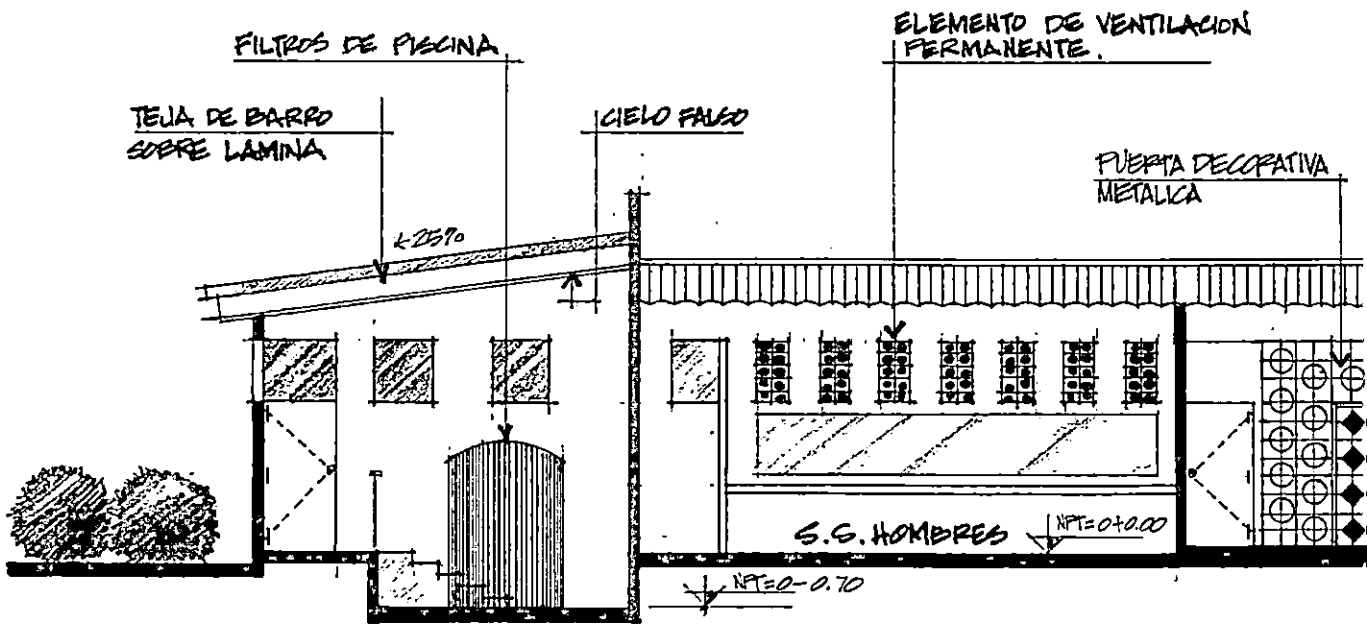 FILTROS DE PISCINA
ELEMENTO DE VENTILACION
PERMANENTE.
TEJA DE BARRO
SOBRE LAMINA
CIELO FALSO
PUERTA DECORATIVA
METALICA
25%
S.S. HOMBRES
NPT=0+0.00
NPT=0-0.70